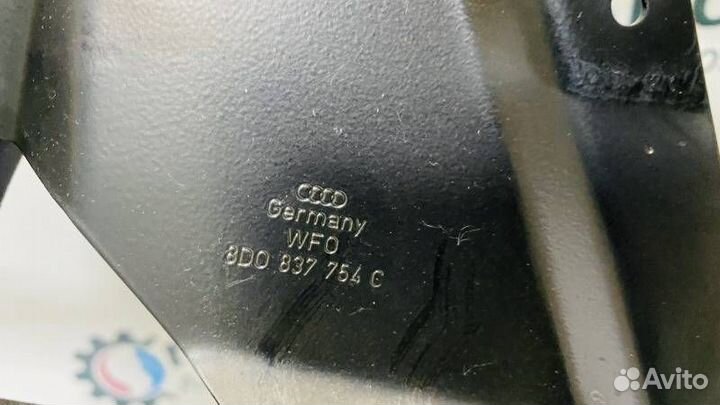 Germany
WFO
8D0 837 754 C
Avito